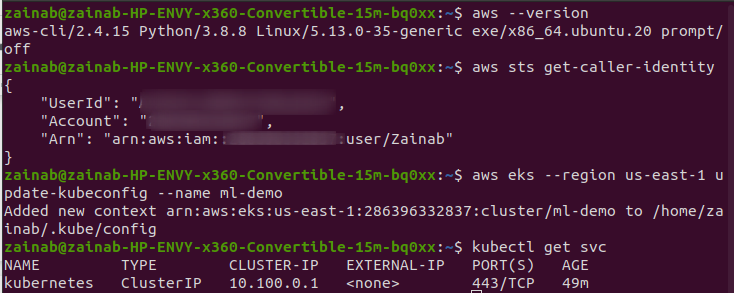 zainab@zainab-HP-ENVY-x360-Convertible-15m-bq0xx:~$ aws --version
aws-cli/2.4.15 Python/3.8.8 Linux/5.13.0-35-generic exe/x86_64.ubuntu.20 prompt/
off
zainab@zainab-HP-ENVY-x360-Convertible-15m-bq0xx:~$ aws sts get-caller-identity
{
    "UserId": "",
    "Account": "",
    "Arn": "arn:aws:iam:::user/Zainab"
}
zainab@zainab-HP-ENVY-x360-Convertible-15m-bq0xx:~$ aws eks --region us-east-1 u
pdate-kubeconfig --name ml-demo
Added new context arn:aws:eks:us-east-1:286396332837:cluster/ml-demo to /home/za
inab/.kube/config
zainab@zainab-HP-ENVY-x360-Convertible-15m-bq0xx:~$ kubectl get svc
NAME         TYPE        CLUSTER-IP   EXTERNAL-IP   PORT(S)   AGE
kubernetes   ClusterIP   10.100.0.1   <none>        443/TCP   49m